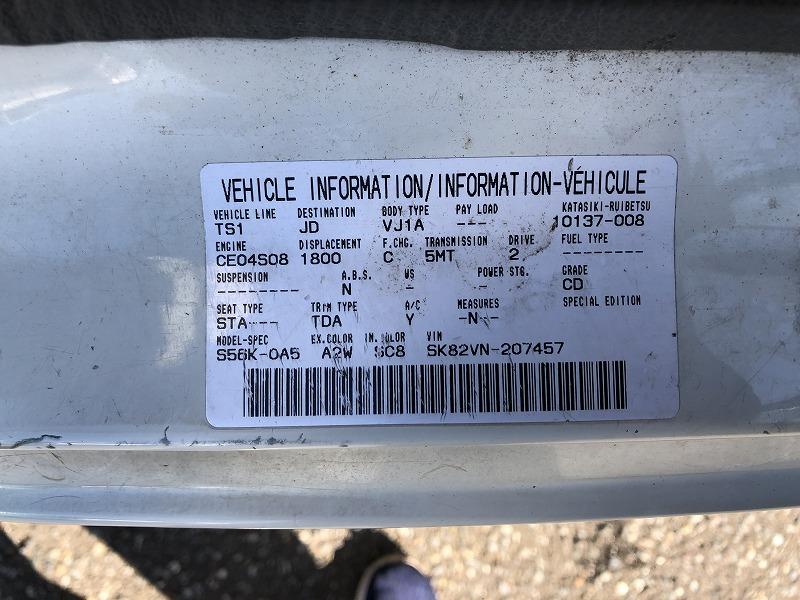 VEHICLE INFORMATION/INFORMATION-VÉHICULE
VEHICLE LINE DESTINATION BODY TYPE PAY LOAD KATASIKI-RUIBETSU
TS1 JD VJ1A --- 10137-008
ENGINE DISPLACEMENT F.CHG. TRANSMISSION DRIVE FUEL TYPE
CE04S08 1800 C 5MT 2 ---------
SUSPENSION A.B.S. WS POWER STG. GRADE
--------- N - --- CD
SEAT TYPE TRIM TYPE A/C MEASURES SPECIAL EDITION
STA---- TDA Y -N--
MODEL-SPEC EX.COLOR IN.COLOR VIN
S56K-0A5 A2W SC8 SK82VN-207457